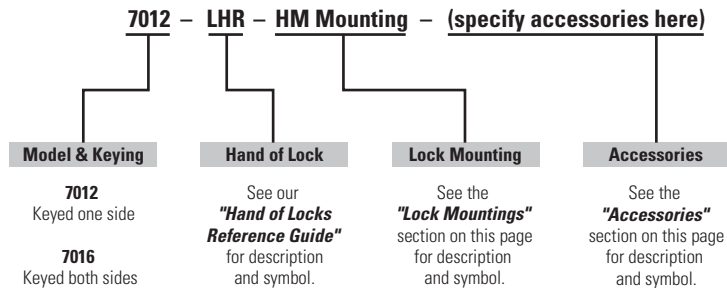 7012 – LHR – HM Mounting – (specify accessories here)
Model & Keying
7012
Keyed one side
7016
Keyed both sides
Hand of Lock
See our
"Hand of Locks
Reference Guide"
for description
and symbol.
Lock Mounting
See the
"Lock Mountings"
section on this page
for description
and symbol.
Accessories
See the
"Accessories"
section on this page
for description
and symbol.